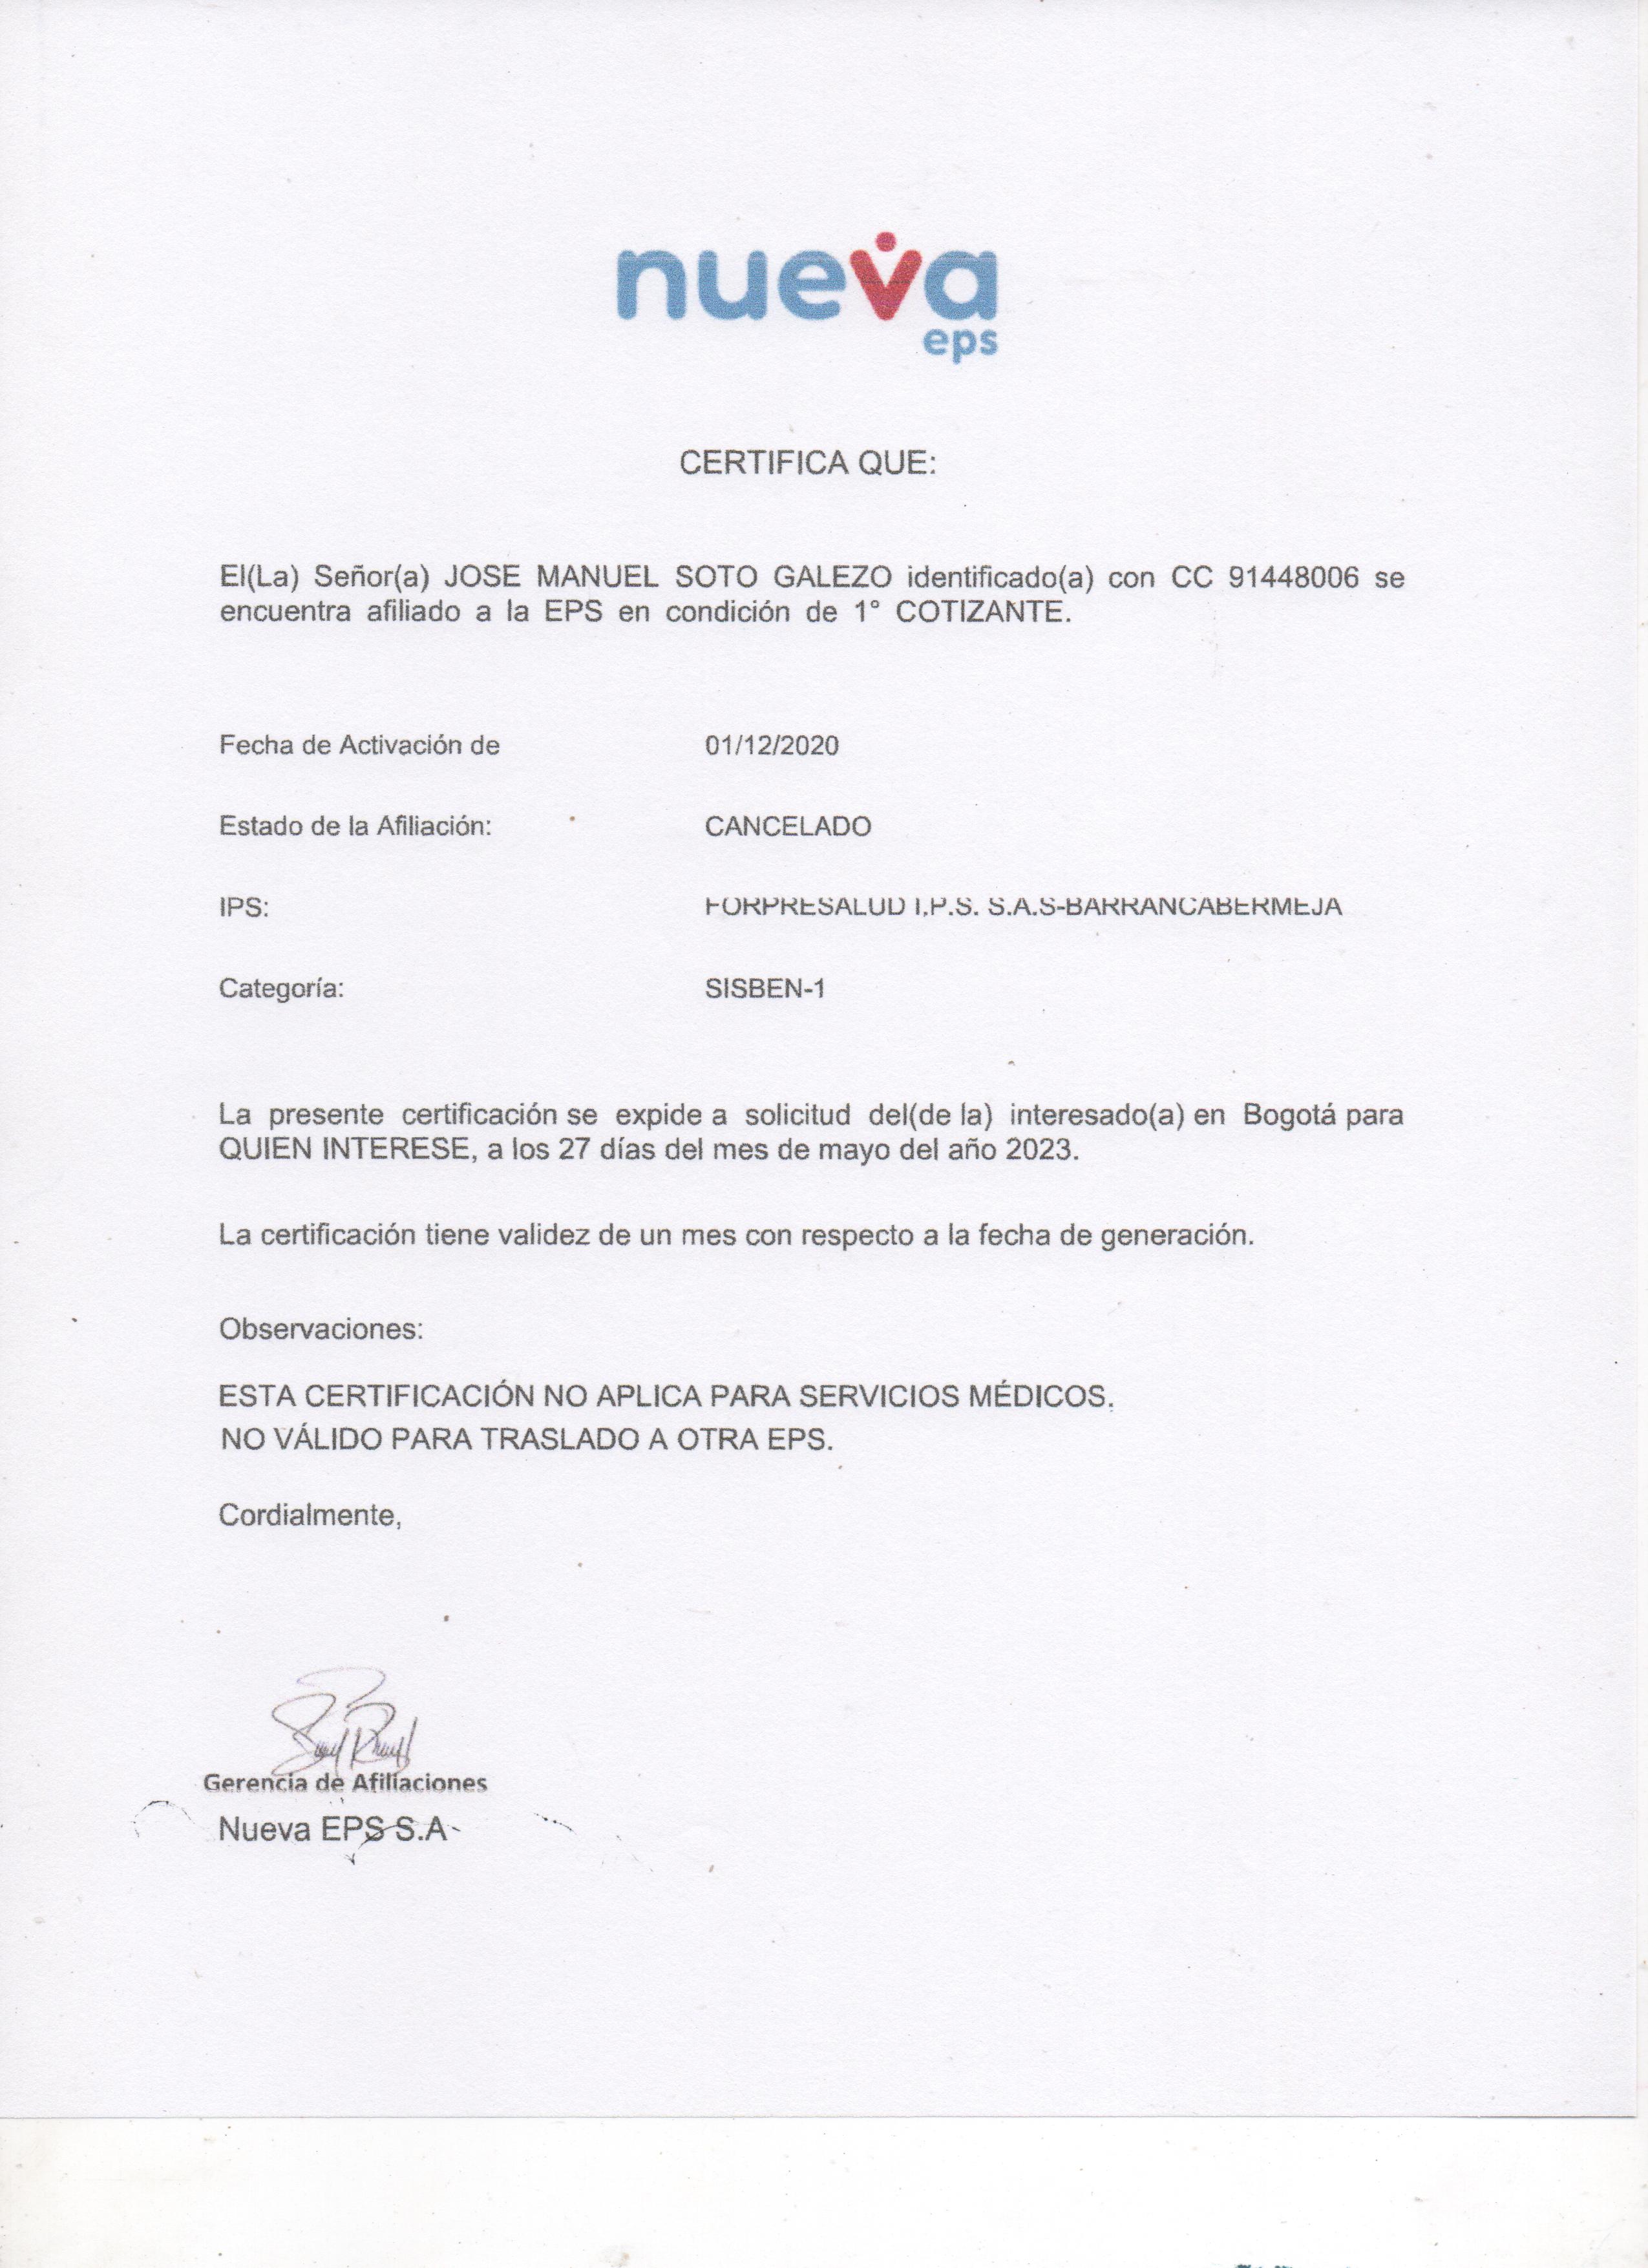 nueva
eps
CERTIFICA QUE:
El(La) Señor(a) JOSE MANUEL SOTO GALEZO identificado(a) con CC 91448006 se
encuentra afiliado a la EPS en condición de 1° COTIZANTE.
Fecha de Activación de 01/12/2020
Estado de la Afiliación: CANCELADO
IPS: FORPRESALUD I.P.S. S.A.S-BARRANCABERMEJA
Categoría: SISBEN-1
La presente certificación se expide a solicitud del(de la) interesado(a) en Bogotá para
QUIEN INTERESE, a los 27 días del mes de mayo del año 2023.
La certificación tiene validez de un mes con respecto a la fecha de generación.
Observaciones:
ESTA CERTIFICACIÓN NO APLICA PARA SERVICIOS MÉDICOS.
NO VÁLIDO PARA TRASLADO A OTRA EPS.
Cordialmente,
Gerencia de Afiliaciones
Nueva EPS S.A